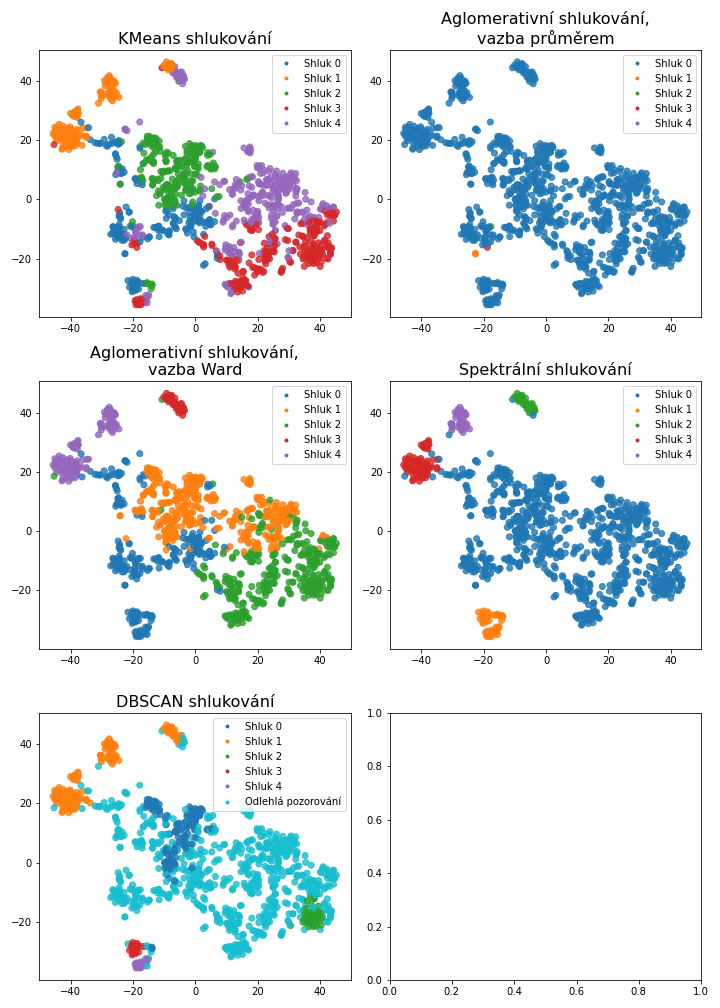 KMeans shlukování
Shluk 0
Shluk 1
Shluk 2
Shluk 3
Shluk 4
40
20
0
−20
−40
−20
0
20
40
Aglomerativní shlukování,
vazba průměrem
Shluk 0
Shluk 1
Shluk 2
Shluk 3
Shluk 4
40
20
0
−20
−40
−20
0
20
40
Aglomerativní shlukování,
vazba Ward
Shluk 0
Shluk 1
Shluk 2
Shluk 3
Shluk 4
40
20
0
−20
−40
−20
0
20
40
Spektrální shlukování
Shluk 0
Shluk 1
Shluk 2
Shluk 3
Shluk 4
40
20
0
−20
−40
−20
0
20
40
DBSCAN shlukování
Shluk 0
Shluk 1
Shluk 2
Shluk 3
Shluk 4
Odlehlá pozorování
40
20
0
−20
−40
−20
0
20
40
1.0
0.8
0.6
0.4
0.2
0.0
0.0
0.2
0.4
0.6
0.8
1.0